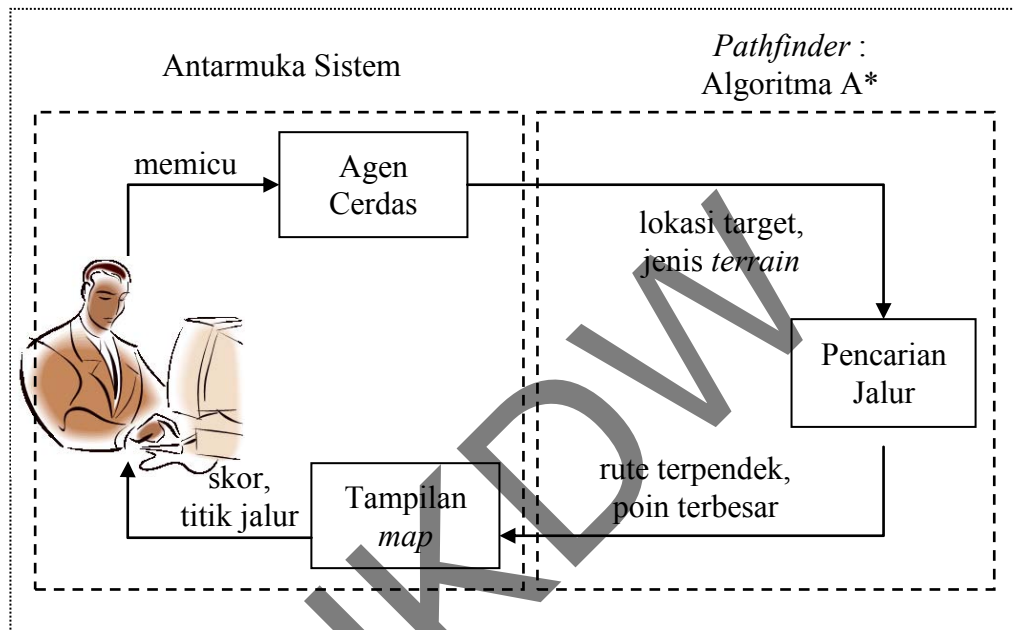 Antarmuka Sistem
Pathfinder :
Algoritma A*
memicu
Agen
Cerdas
lokasi target,
jenis terrain
Pencarian
Jalur
rute terpendek,
poin terbesar
Tampilan
map
skor,
titik jalur
UKDW